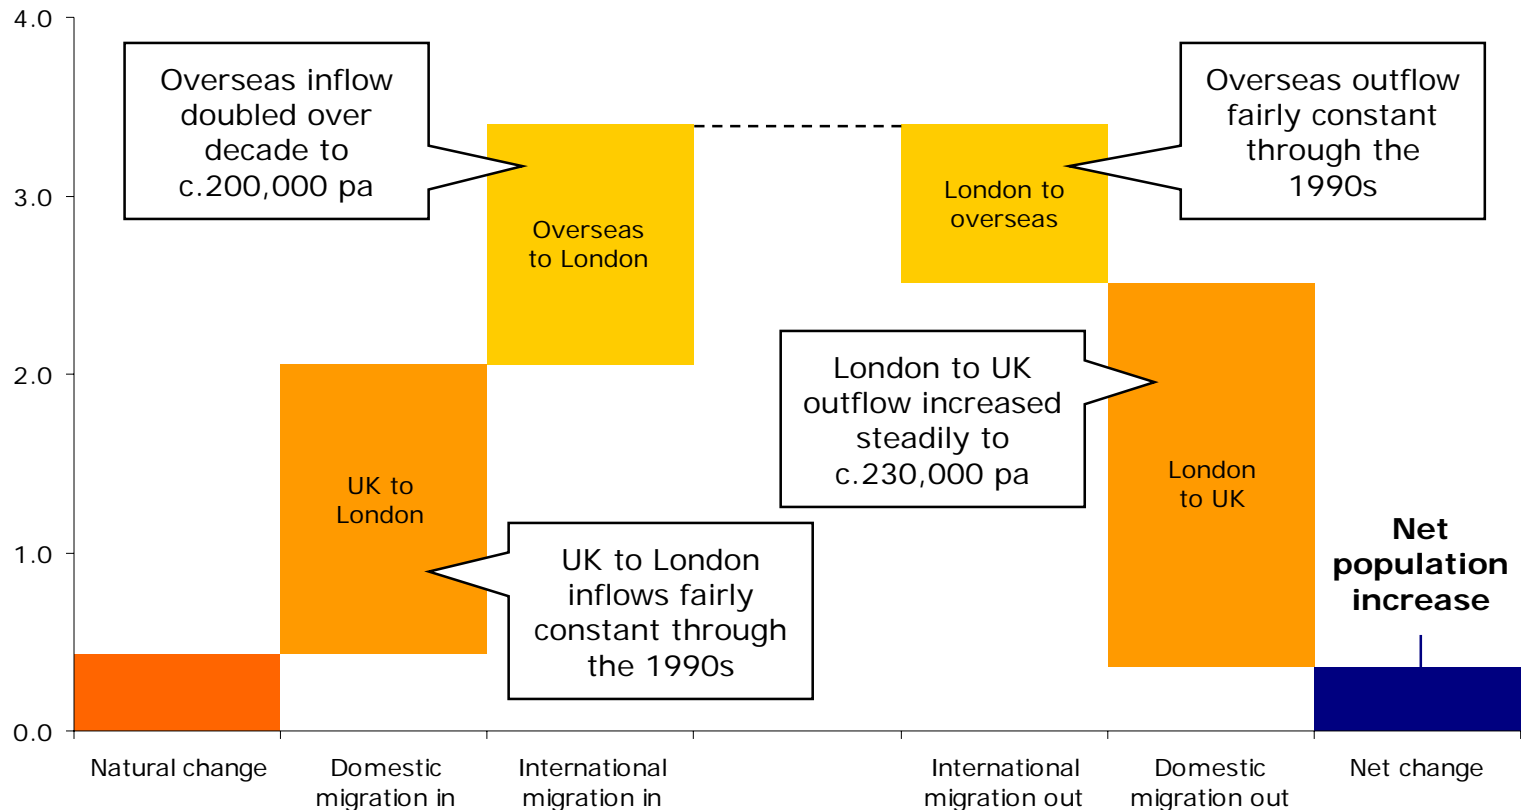 4.0
3.0
2.0
1.0
0.0
Overseas inflow
doubled over
decade to
c.200,000 pa
Overseas
to London
London to
overseas
Overseas outflow
fairly constant
through the
1990s
UK to
London
UK to London
inflows fairly
constant through
the 1990s
London to UK
outflow increased
steadily to
c.230,000 pa
London
to UK
Net
population
increase
Natural change
Domestic
migration in
International
migration in
International
migration out
Domestic
migration out
Net change